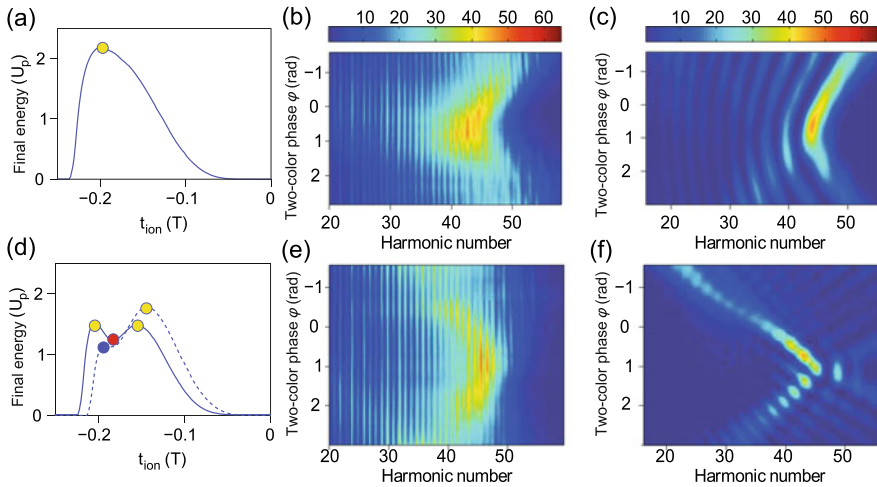 (a)
Final energy (Up)
2
1
0
−0.2
−0.1
0
tion (T)
(b)
10 20 30 40 50 60
Two-color phase φ (rad)
−1
0
1
2
20 30 40 50
Harmonic number
(c)
10 20 30 40 50 60
Two-color phase φ (rad)
−1
0
1
2
20 30 40 50
Harmonic number
(d)
Final energy (Up)
2
1
0
−0.2
−0.1
0
tion (T)
(e)
Two-color phase φ (rad)
1
0
1
2
20 30 40 50
Harmonic number
(f)
Two-color phase φ (rad)
1
0
1
2
20 30 40 50
Harmonic number